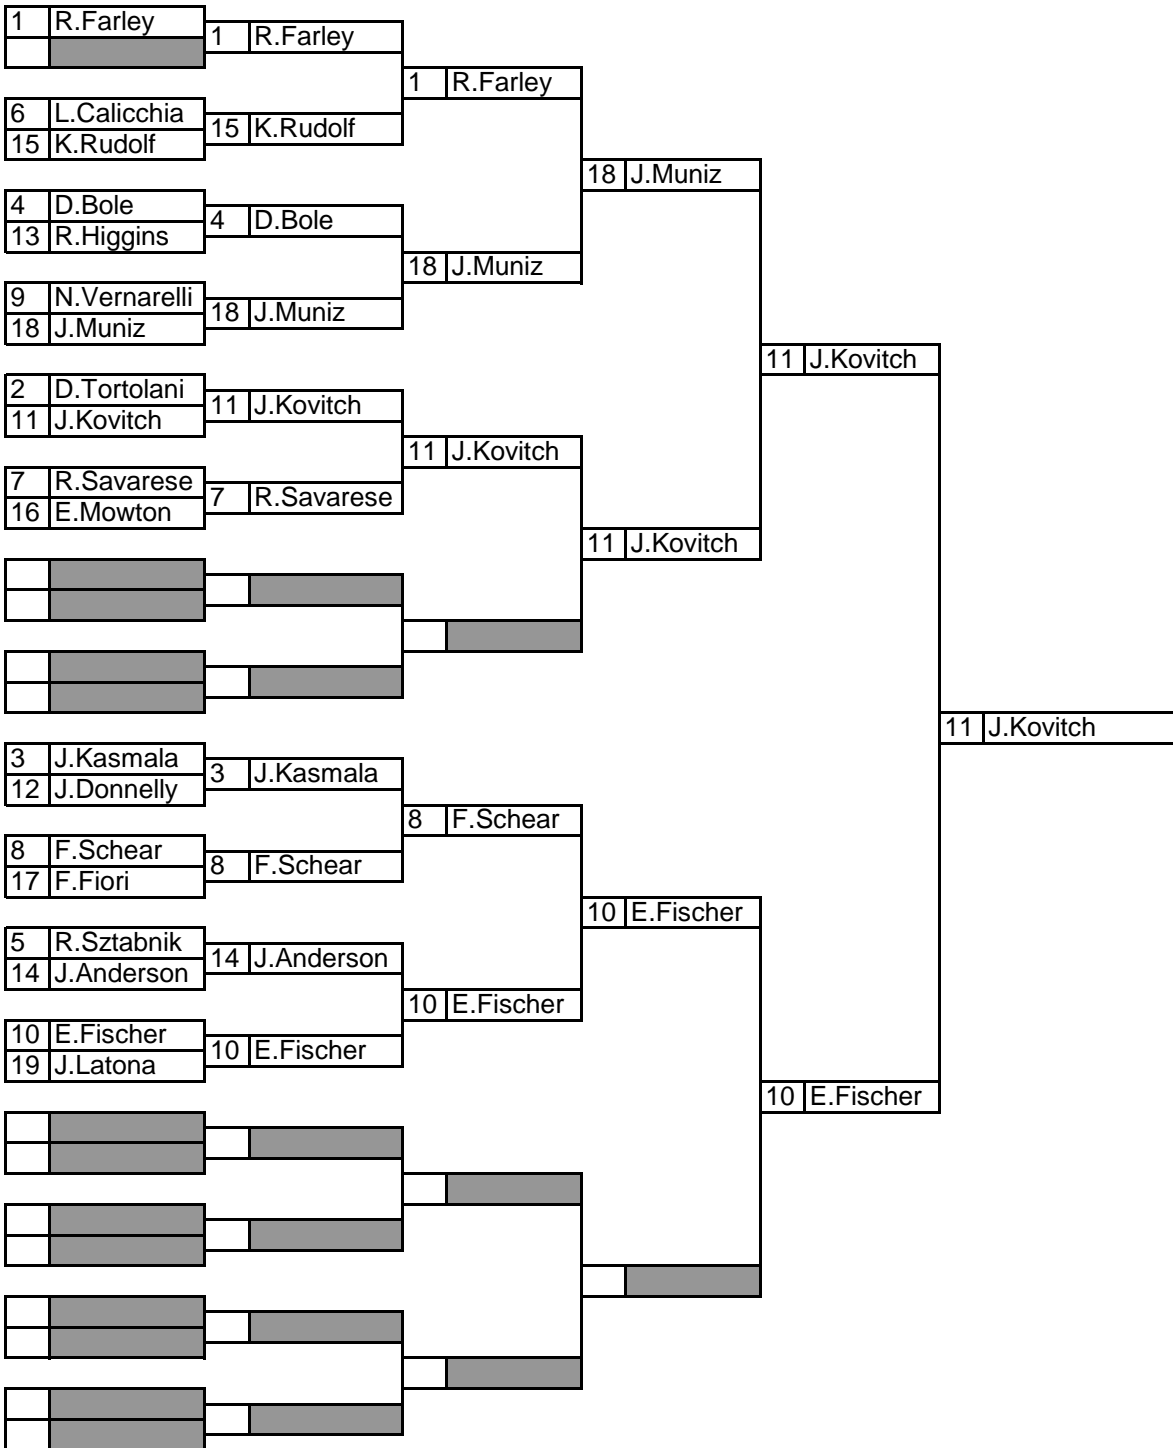 1 R.Farley
6 L.Calicchia
15 K.Rudolf
4 D.Bole
13 R.Higgins
9 N.Vernarelli
18 J.Muniz
2 D.Tortolani
11 J.Kovitch
7 R.Savarese
16 E.Mowton
3 J.Kasmala
12 J.Donnelly
8 F.Schear
17 F.Fiori
5 R.Sztabnik
14 J.Anderson
10 E.Fischer
19 J.Latona
1 R.Farley
15 K.Rudolf
4 D.Bole
18 J.Muniz
11 J.Kovitch
7 R.Savarese
3 J.Kasmala
8 F.Schear
14 J.Anderson
10 E.Fischer
1 R.Farley
18 J.Muniz
11 J.Kovitch
8 F.Schear
10 E.Fischer
18 J.Muniz
11 J.Kovitch
10 E.Fischer
11 J.Kovitch
10 E.Fischer
11 J.Kovitch